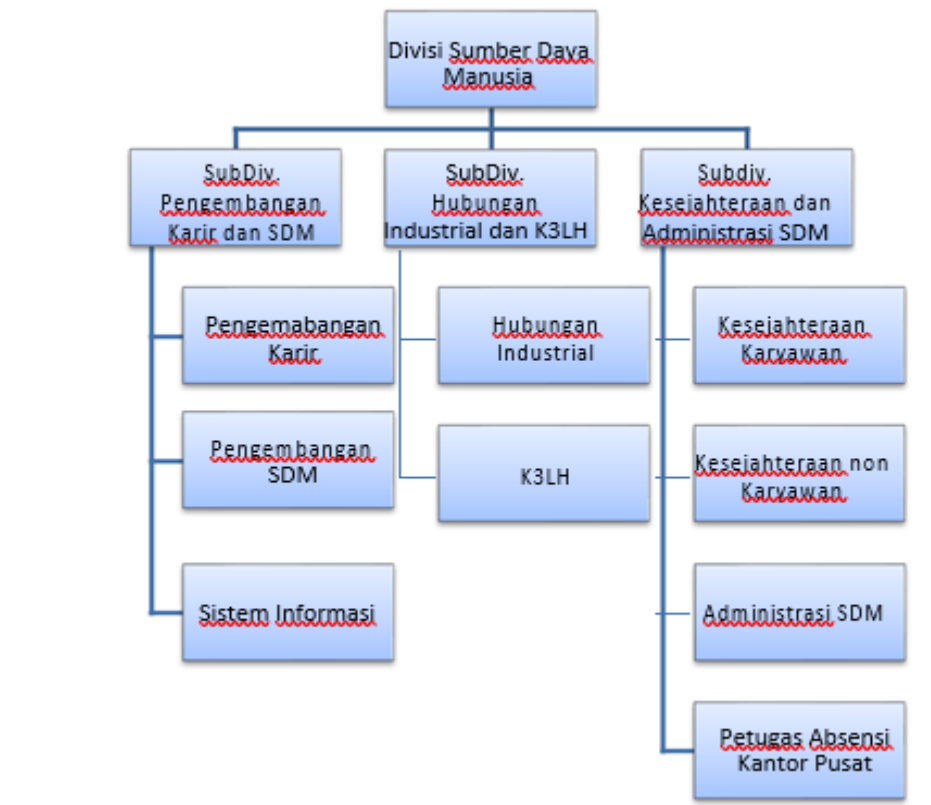 Divisi Sumber Daya
Manusia
SubDiv.
Pengembangan
Karir dan SDM
SubDiv.
Hubungan
Industrial dan K3LH
Subdiv.
Kesejahteraan dan
Administrasi SDM
Pengemabangan
Karir
Pengembangan
SDM
Sistem Informasi
Hubungan
Industrial
K3LH
Kesejahteraan
Karyawan
Kesejahteraan non
Karyawan
Administrasi SDM
Petugas Absensi
Kantor Pusat